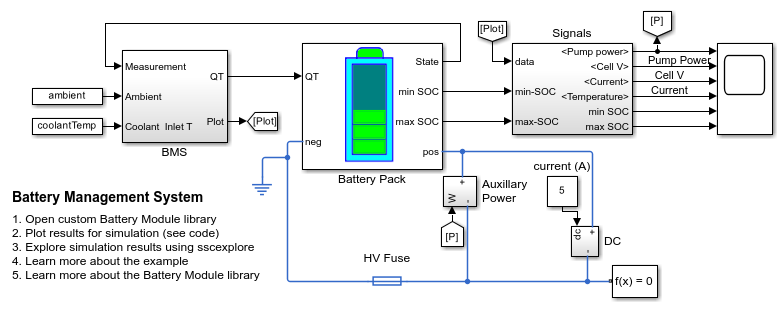 [P]
[Plot]
Signals
<Pump power>
Pump Power
data
<Cell V>
Cell V
<Current>
Current
min-SOC
<Temperature>
min SOC
max-SOC
max SOC
Measurement
QT
ambient
Ambient
coolantTemp
Coolant Inlet T
Plot
[Plot]
BMS
State
QT
min SOC
max SOC
neg
pos
Battery Pack
current (A)
5
W
+
-
Auxillary
Power
[P]
dc
+
-
DC
HV Fuse
f(x) = 0
Battery Management System
1. Open custom Battery Module library
2. Plot results for simulation (see code)
3. Explore simulation results using sscexplore
4. Learn more about the example
5. Learn more about the Battery Module library